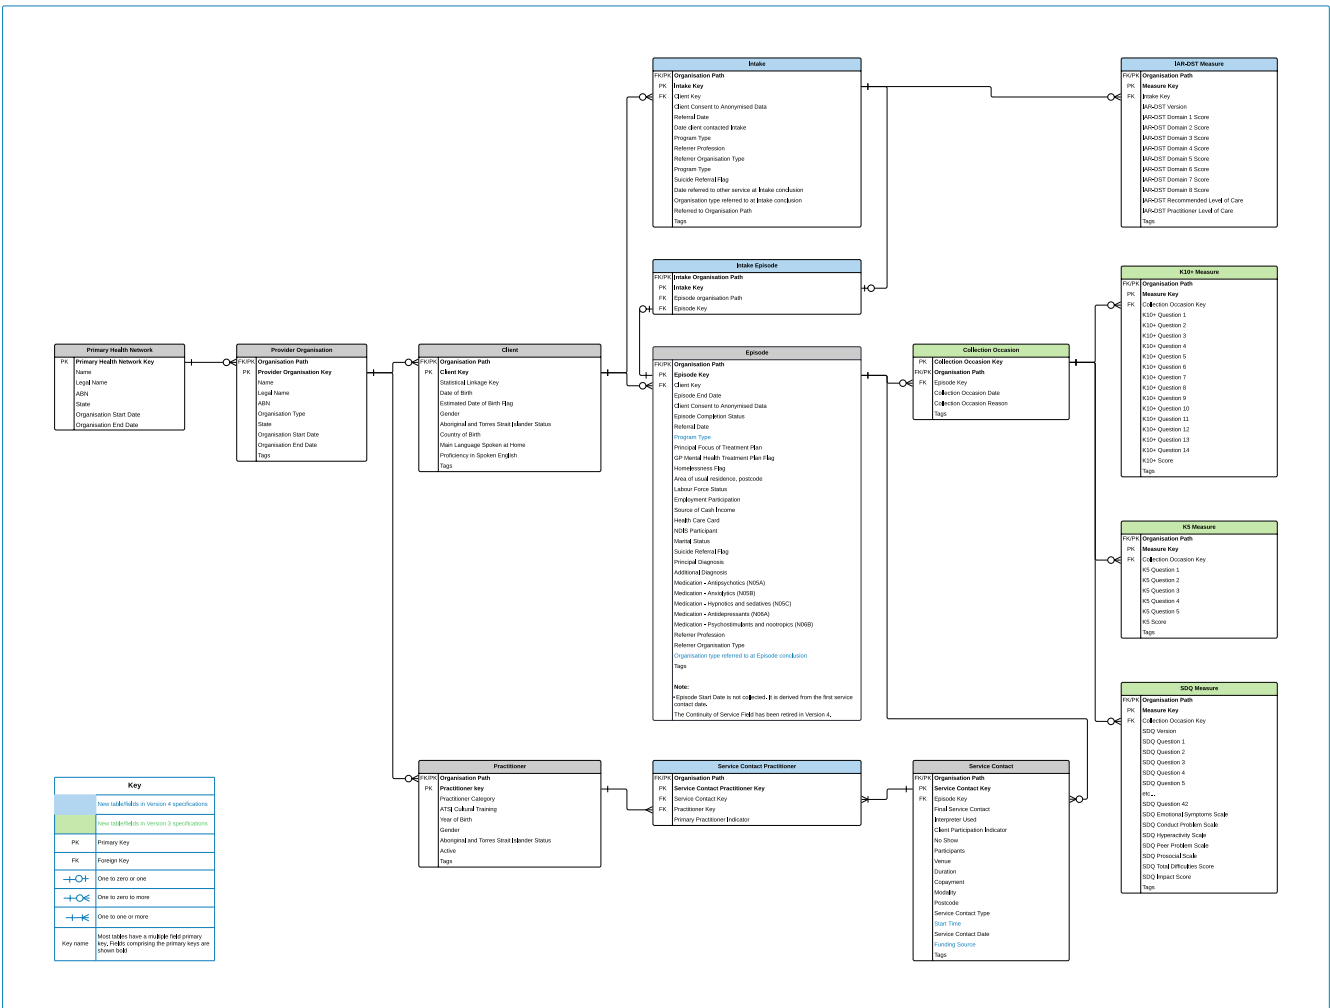 Intake
FK/PK Organisation Path
PK Intake Key
FK Client Key
Client Consent to Anonymised Data
Referral Date
Date client contacted Intake
Program Type
Referrer Profession
Referrer Organisation Type
Program Type
Suicide Referral Flag
Date referred to other service at Intake conclusion
Organisation type referred to at Intake conclusion
Referred to Organisation Path
Tags
IAR-DST Measure
FK/PK Organisation Path
PK Measure Key
FK Intake Key
IAR-DST Version
IAR-DST Domain 1 Score
IAR-DST Domain 2 Score
IAR-DST Domain 3 Score
IAR-DST Domain 4 Score
IAR-DST Domain 5 Score
IAR-DST Domain 6 Score
IAR-DST Domain 7 Score
IAR-DST Domain 8 Score
IAR-DST Recommended Level of Care
IAR-DST Practitioner Level of Care
Tags
Intake Episode
FK/PK Intake Organisation Path
PK Intake Key
FK Episode organisation Path
FK Episode Key
Primary Health Network
PK Primary Health Network Key
Name
Legal Name
ABN
State
Organisation Start Date
Organisation End Date
Provider Organisation
FK/PK Organisation Path
PK Provider Organisation Key
Name
Legal Name
ABN
Organisation Type
State
Organisation Start Date
Organisation End Date
Tags
Client
FK/PK Organisation Path
PK Client Key
Statistical Linkage Key
Date of Birth
Estimated Date of Birth Flag
Gender
Aboriginal and Torres Strait Islander Status
Country of Birth
Main Language Spoken at Home
Proficiency in Spoken English
Tags
Episode
FK/PK Organisation Path
PK Episode Key
FK Client Key
Episode End Date
Client Consent to Anonymised Data
Episode Completion Status
Referral Date
Program Type
Principal Focus of Treatment Plan
GP Mental Health Treatment Plan Flag
Homelessness Flag
Area of usual residence, postcode
Labour Force Status
Employment Participation
Source of Cash Income
Health Care Card
NDIS Participant
Marital Status
Suicide Referral Flag
Principal Diagnosis
Additional Diagnosis
Medication - Antipsychotics (N05A)
Medication - Anxiolytics (N05B)
Medication - Hypnotics and sedatives (N05C)
Medication - Antidepressants (N06A)
Medication - Psychostimulants and nootropics (N06B)
Referrer Profession
Referrer Organisation Type
Organisation type referred to at Episode conclusion
Tags
Note:
• Episode Start Date is not collected. It is derived from the first service
contact date.
The Continuity of Service Field has been retired in Version 4.
Collection Occasion
PK Collection Occasion Key
FK/PK Organisation Path
FK Episode Key
Collection Occasion Date
Collection Occasion Reason
Tags
K10+ Measure
FK/PK Organisation Path
PK Measure Key
FK Collection Occasion Key
K10+ Question 1
K10+ Question 2
K10+ Question 3
K10+ Question 4
K10+ Question 5
K10+ Question 6
K10+ Question 7
K10+ Question 8
K10+ Question 9
K10+ Question 10
K10+ Question 11
K10+ Question 12
K10+ Question 13
K10+ Question 14
K10+ Score
Tags
K5 Measure
FK/PK Organisation Path
PK Measure Key
FK Collection Occasion Key
K5 Question 1
K5 Question 2
K5 Question 3
K5 Question 4
K5 Question 5
K5 Score
Tags
SDQ Measure
FK/PK Organisation Path
PK Measure Key
FK Collection Occasion Key
SDQ Version
SDQ Question 1
SDQ Question 2
SDQ Question 3
SDQ Question 4
SDQ Question 5
etc...
SDQ Question 42
SDQ Emotional Symptoms Scale
SDQ Conduct Problem Scale
SDQ Hyperactivity Scale
SDQ Peer Problem Scale
SDQ Prosocial Scale
SDQ Total Difficulties Score
SDQ Impact Score
Tags
Practitioner
FK/PK Organisation Path
PK Practitioner key
Practitioner Category
ATSI Cultural Training
Year of Birth
Gender
Aboriginal and Torres Strait Islander Status
Active
Tags
Service Contact Practitioner
FK/PK Organisation Path
PK Service Contact Practitioner Key
FK Service Contact Key
FK Practitioner Key
Primary Practitioner Indicator
Service Contact
FK/PK Organisation Path
PK Service Contact Key
FK Episode Key
Final Service Contact
Interpreter Used
Client Participation Indicator
No Show
Participants
Venue
Duration
Copayment
Modality
Postcode
Service Contact Type
Start Time
Service Contact Date
Funding Source
Tags
Key
New table/fields in Version 4 specifications
New table/fields in Version 3 specifications
PK Primary Key
FK Foreign Key
One to zero or one
One to zero to more
One to one or more
Key name Most tables have a multiple field primary
key. Fields comprising the primary keys are
shown bold